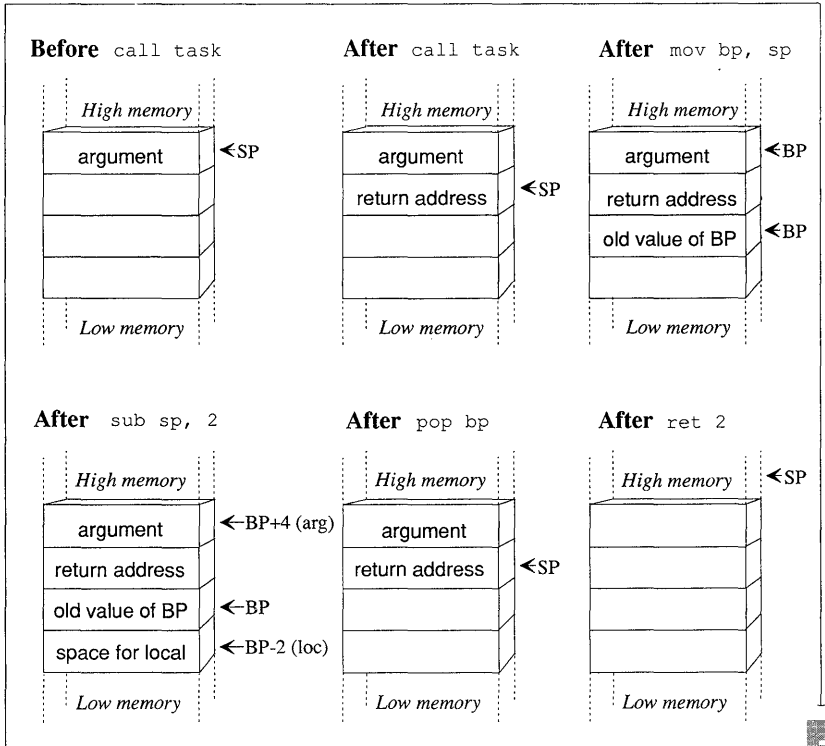 Before call task
High memory
argument
SP
Low memory
After call task
High memory
argument
return address
SP
Low memory
After mov bp, sp
High memory
argument
BP
return address
old value of BP
BP
Low memory
After sub sp, 2
High memory
argument
BP+4 (arg)
return address
old value of BP
BP
space for local
BP-2 (loc)
Low memory
After pop bp
High memory
argument
return address
SP
Low memory
After ret 2
High memory
SP
Low memory